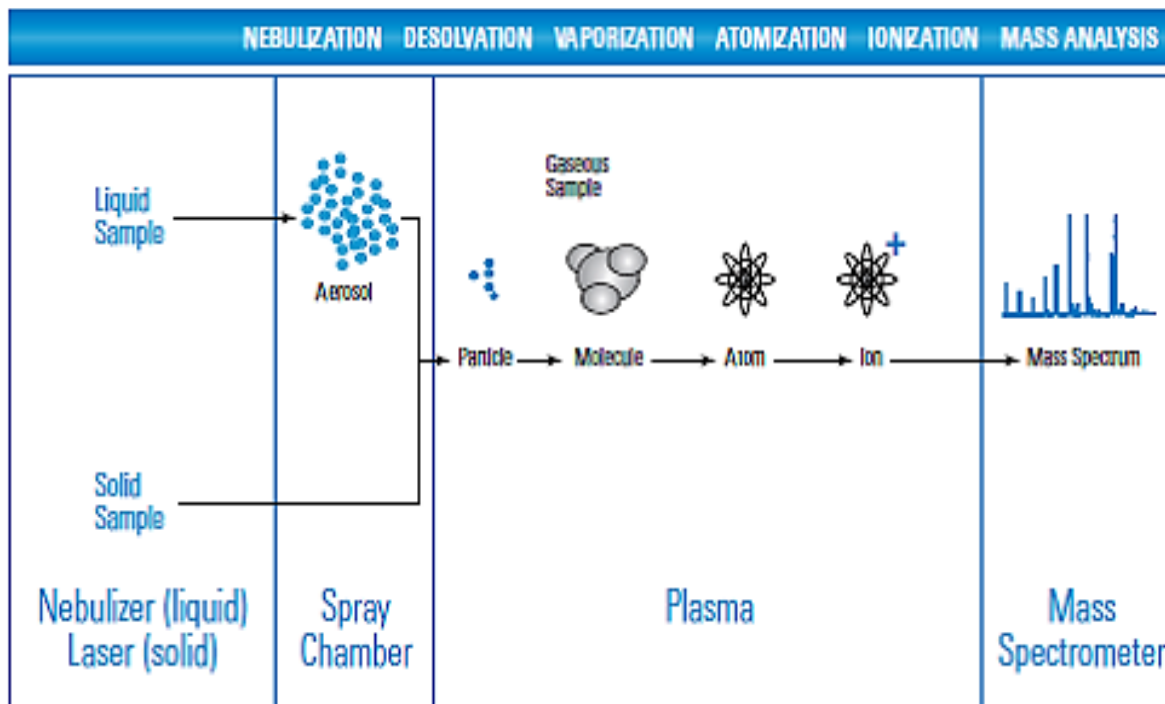 NEBULIZATION DESOLVATION VAPORIZATION ATOMIZATION IONIZATION MASS ANALYSIS
Gaseous
Sample
Liquid
Sample
Aerosol
+
Particle
Molecule
Atom
Ion
Mass Spectrum
Solid
Sample
Nebulizer (liquid)
Laser (solid)
Spray
Chamber
Plasma
Mass
Spectrometer